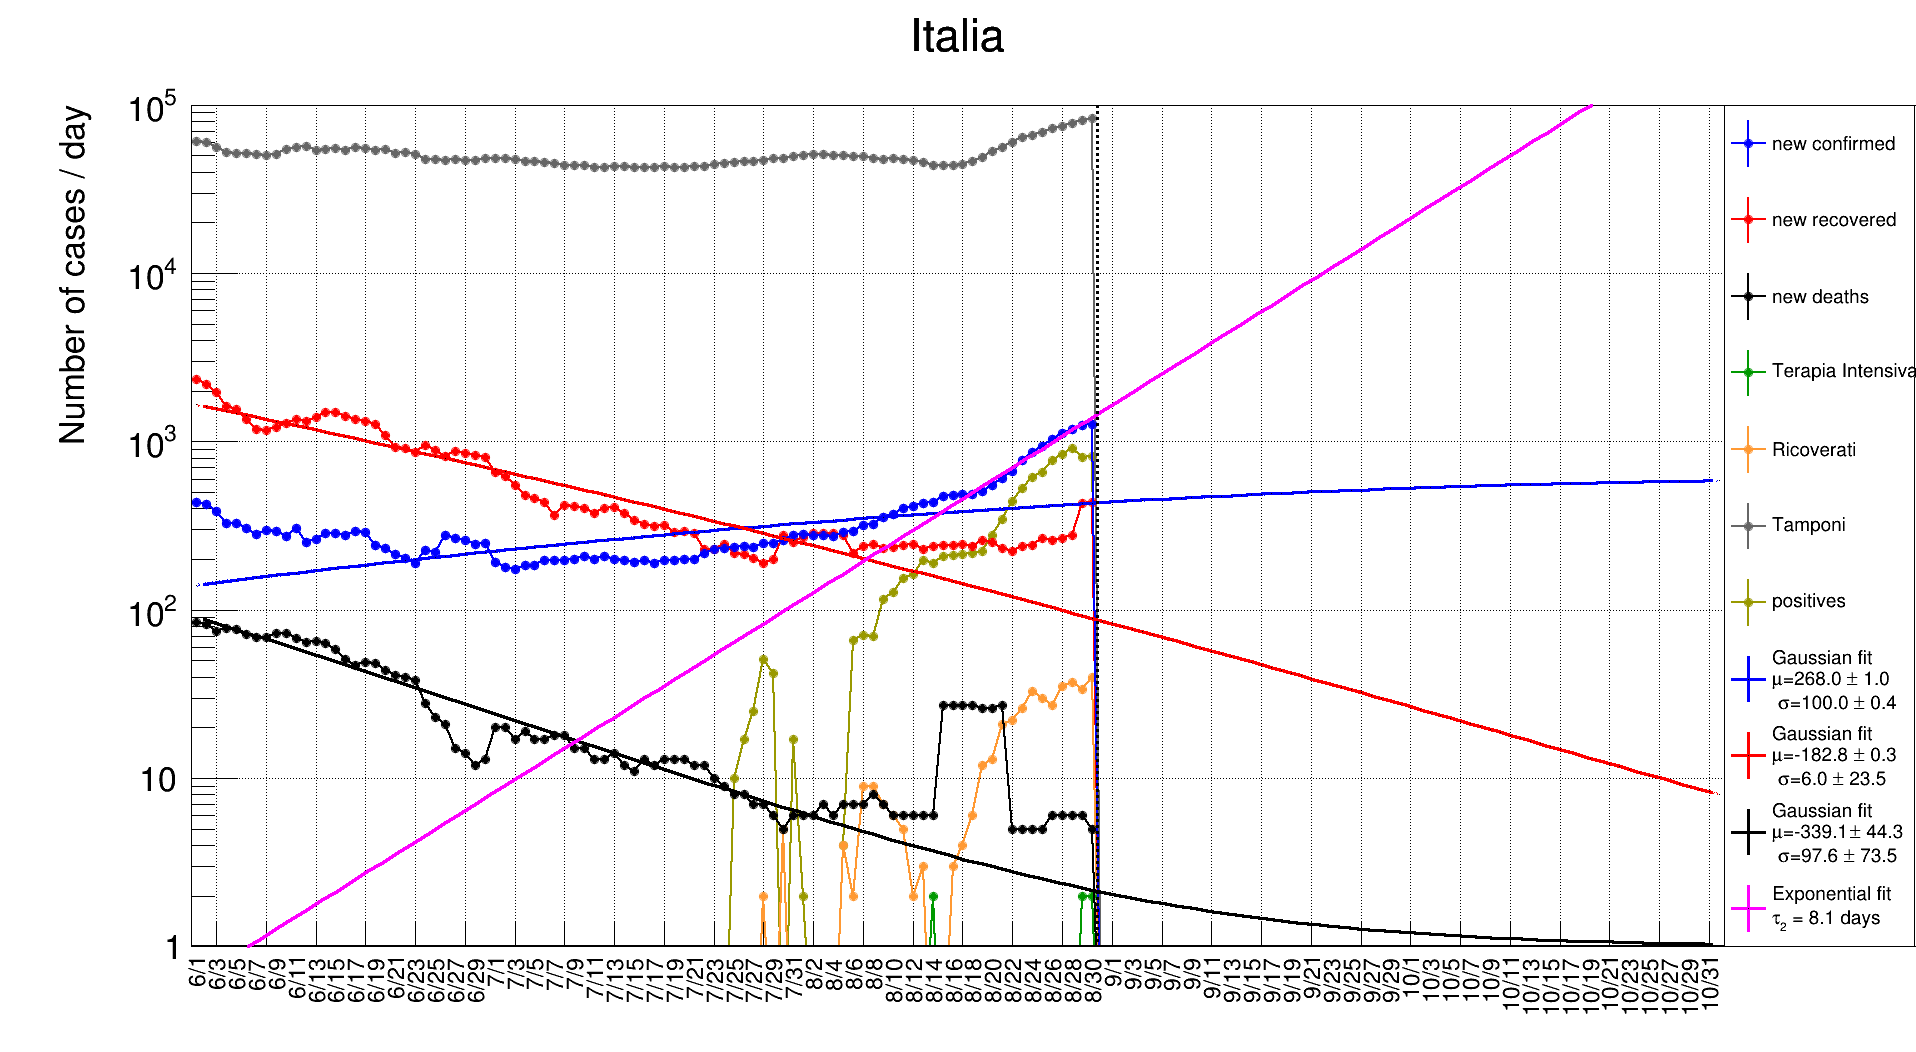 Italia
Number of cases / day
10⁵
10⁴
10³
10²
10
1
6/1 6/3 6/5 6/7 6/9 6/11 6/13 6/15 6/17 6/19 6/21 6/23 6/25 6/27 6/29 7/1 7/3 7/5 7/7 7/9 7/11 7/13 7/15 7/17 7/19 7/21 7/23 7/25 7/27 7/29 7/31 8/2 8/4 8/6 8/8 8/10 8/12 8/14 8/16 8/18 8/20 8/22 8/24 8/26 8/28 8/30 9/1 9/3 9/5 9/7 9/9 9/11 9/13 9/15 9/17 9/19 9/21 9/23 9/25 9/27 9/29 10/1 10/3 10/5 10/7 10/9 10/11 10/13 10/15 10/17 10/19 10/21 10/23 10/25 10/27 10/29 10/31
new confirmed
new recovered
new deaths
Terapia Intensiva
Ricoverati
Tamponi
positives
Gaussian fit
μ=268.0 ± 1.0
σ=100.0 ± 0.4
Gaussian fit
μ=-182.8 ± 0.3
σ=6.0 ± 23.5
Gaussian fit
μ=-339.1 ± 44.3
σ=97.6 ± 73.5
Exponential fit
τ₂ = 8.1 days